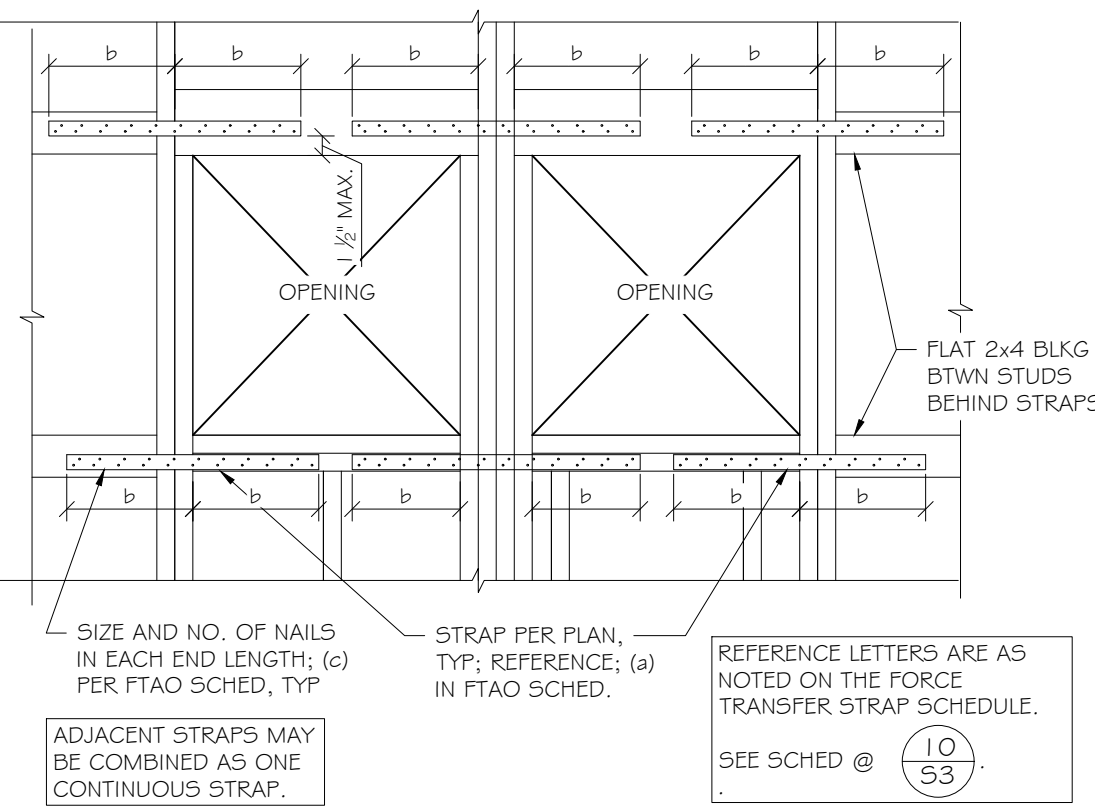 b b b b b b
1 ½" MAX.
OPENING OPENING
FLAT 2x4 BLKG
BTWN STUDS
BEHIND STRAPS
b b b b b b
SIZE AND NO. OF NAILS
IN EACH END LENGTH; (c)
PER FTAO SCHED, TYP
STRAP PER PLAN,
TYP; REFERENCE; (a)
IN FTAO SCHED.
REFERENCE LETTERS ARE AS
NOTED ON THE FORCE
TRANSFER STRAP SCHEDULE.
SEE SCHED @ 10 .
S3
.
ADJACENT STRAPS MAY
BE COMBINED AS ONE
CONTINUOUS STRAP.